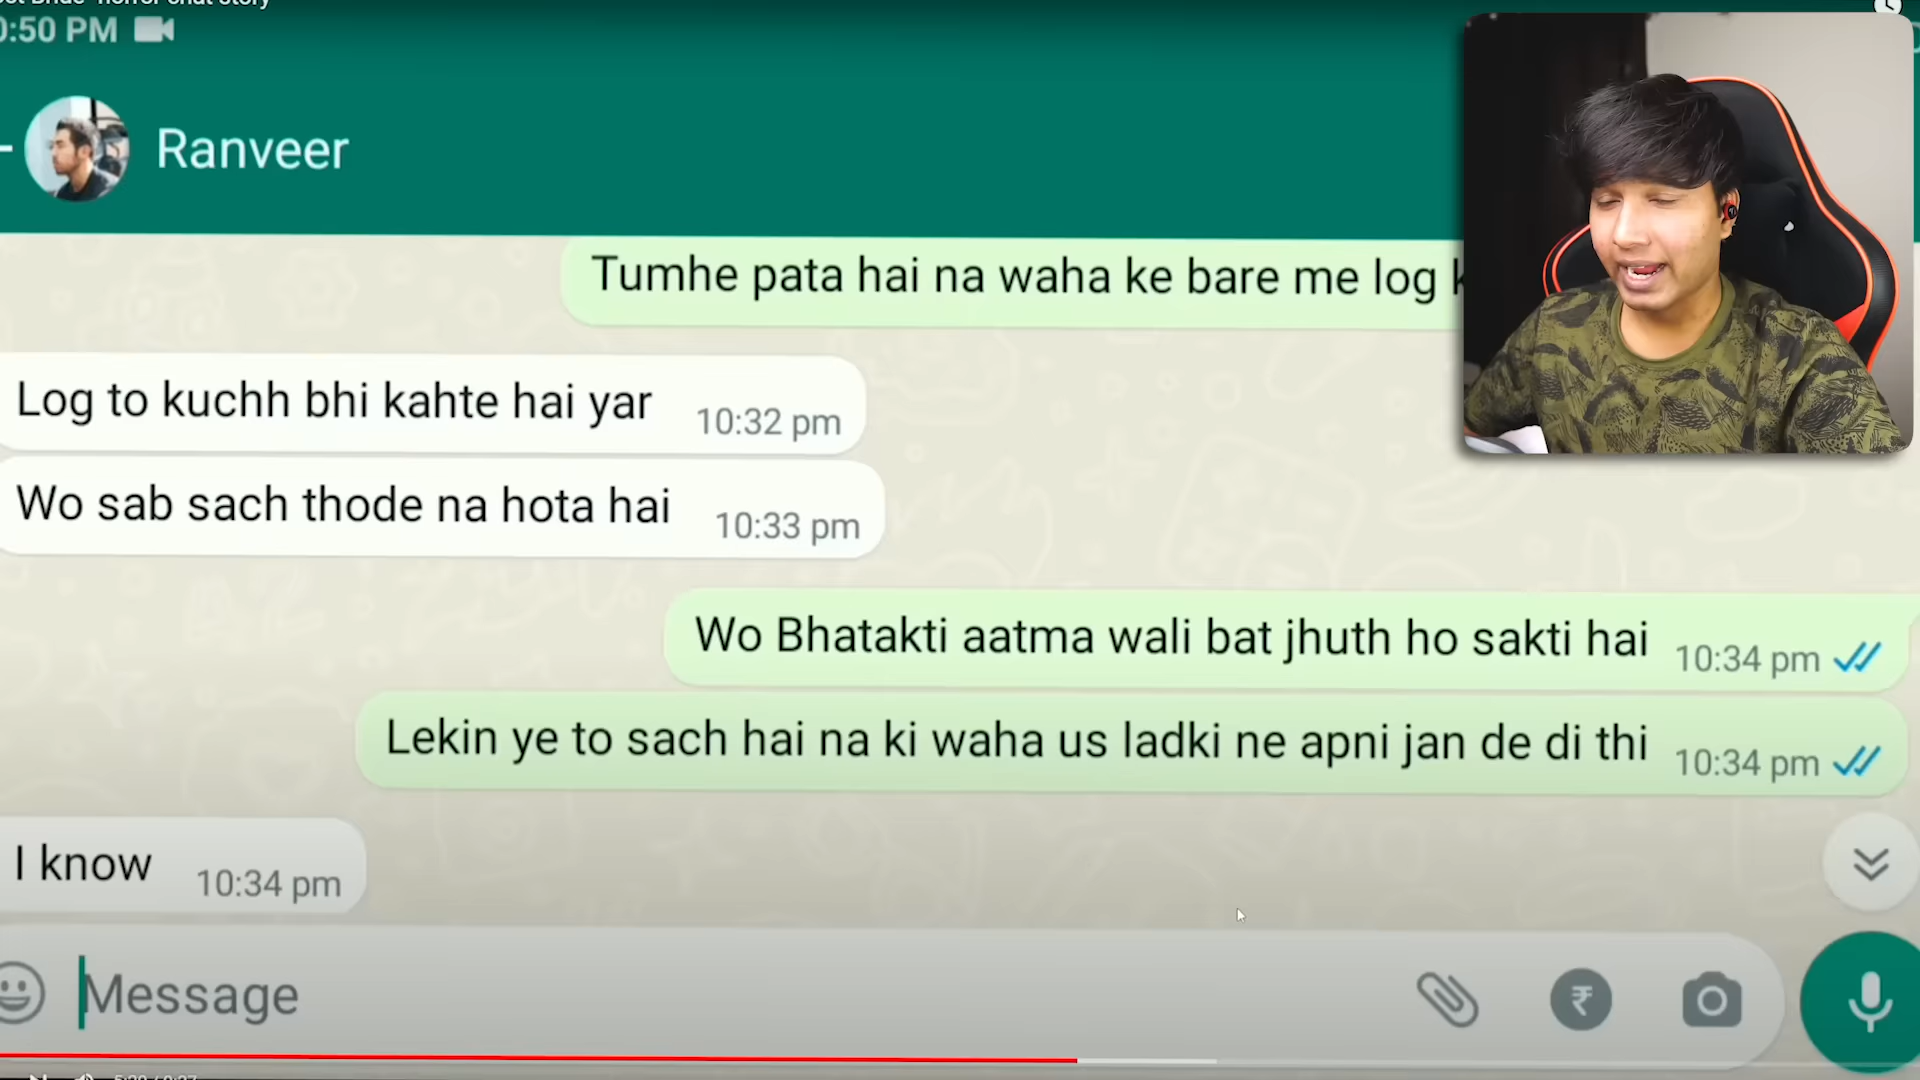 horror chat story
:50 PM
Ranveer
Tumhe pata hai na waha ke bare me log
Log to kuchh bhi kahte hai yar 10:32 pm
Wo sab sach thode na hota hai 10:33 pm
Wo Bhatakti aatma wali bat jhuth ho sakti hai 10:34 pm
Lekin ye to sach hai na ki waha us ladki ne apni jan de di thi 10:34 pm
I know 10:34 pm
Message
₹